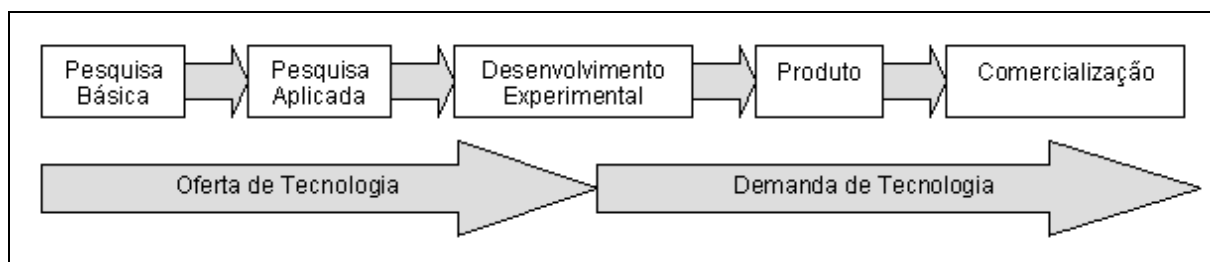 Pesquisa
Básica
Pesquisa
Aplicada
Desenvolvimento
Experimental
Produto
Comercialização
Oferta de Tecnologia
Demanda de Tecnologia